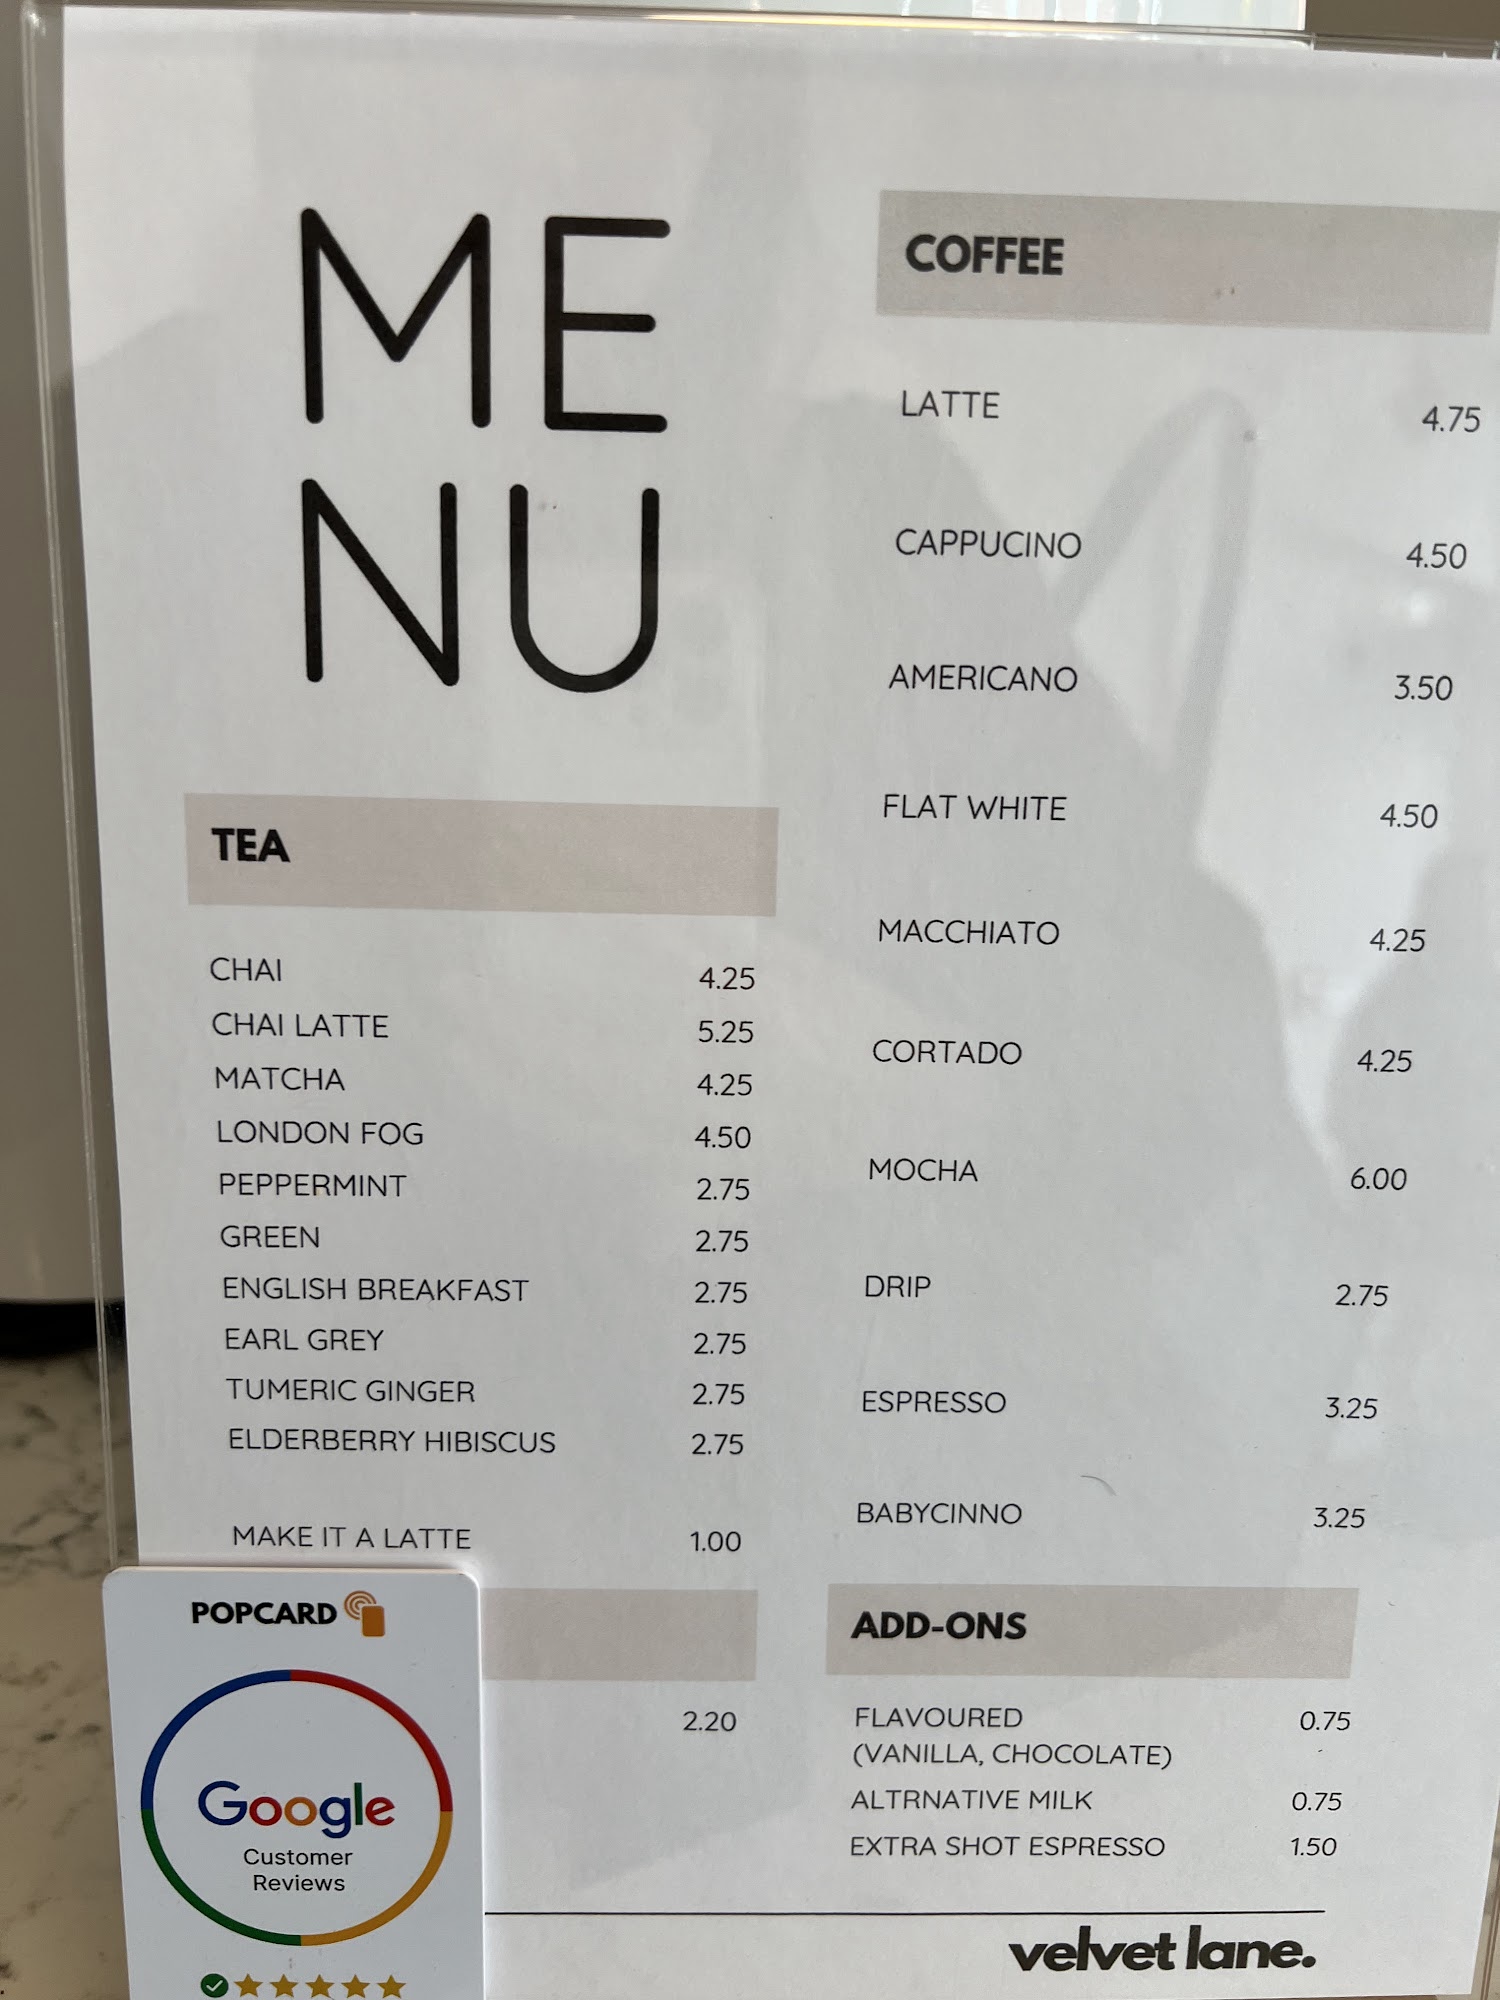 ME
NU
TEA
CHAI 4.25
CHAI LATTE 5.25
MATCHA 4.25
LONDON FOG 4.50
PEPPERMINT 2.75
GREEN 2.75
ENGLISH BREAKFAST 2.75
EARL GREY 2.75
TUMERIC GINGER 2.75
ELDERBERRY HIBISCUS 2.75
MAKE IT A LATTE 1.00
2.20
POPCARD
Google
Customer
Reviews
COFFEE
LATTE 4.75
CAPPUCINO 4.50
AMERICANO 3.50
FLAT WHITE 4.50
MACCHIATO 4.25
CORTADO 4.25
MOCHA 6.00
DRIP 2.75
ESPRESSO 3.25
BABYCINNO 3.25
ADD-ONS
FLAVOURED 0.75
(VANILLA, CHOCOLATE)
ALTRNATIVE MILK 0.75
EXTRA SHOT ESPRESSO 1.50
velvet lane.